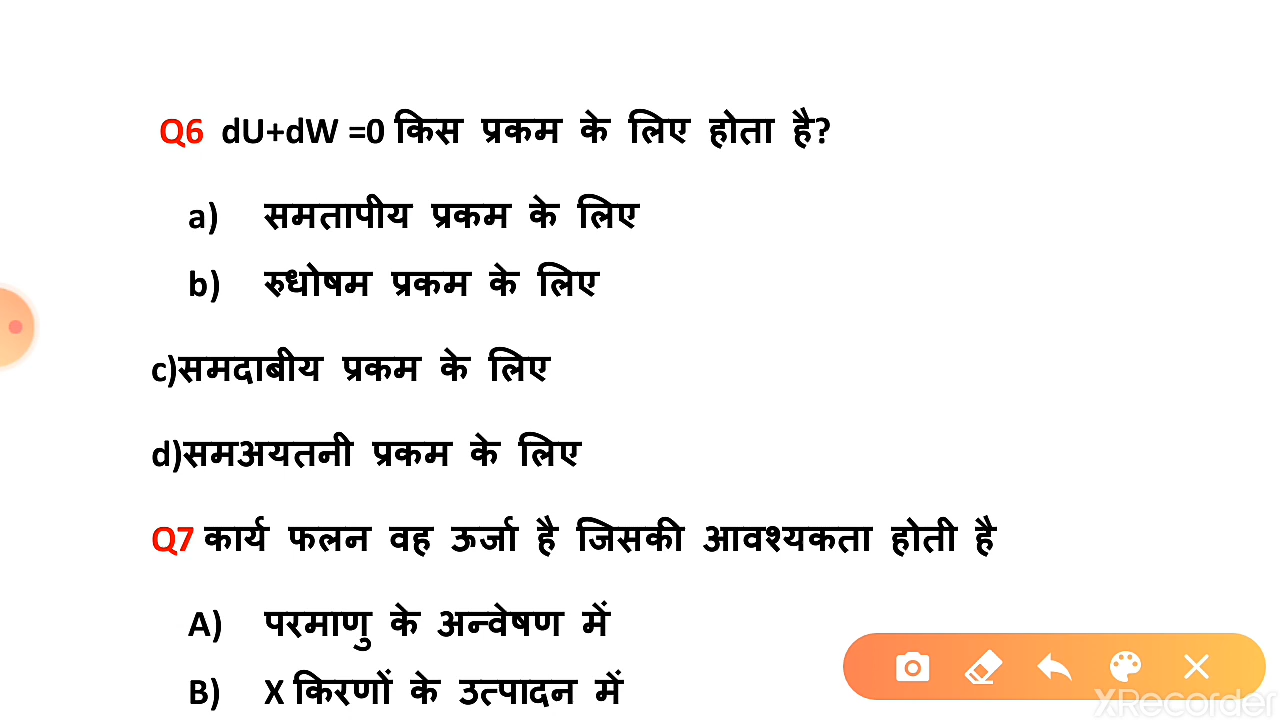 Q6 dU+dW =0 किस प्रकम के लिए होता है?
a) समतापीय प्रकम के लिए
b) रुधोषम प्रकम के लिए
c)समदाबीय प्रकम के लिए
d)समअयतनी प्रकम के लिए
Q7 कार्य फलन वह ऊर्जा है जिसकी आवश्यकता होती है
A) परमाणु के अन्वेषण में
B) X किरणों के उत्पादन में
XRecorder